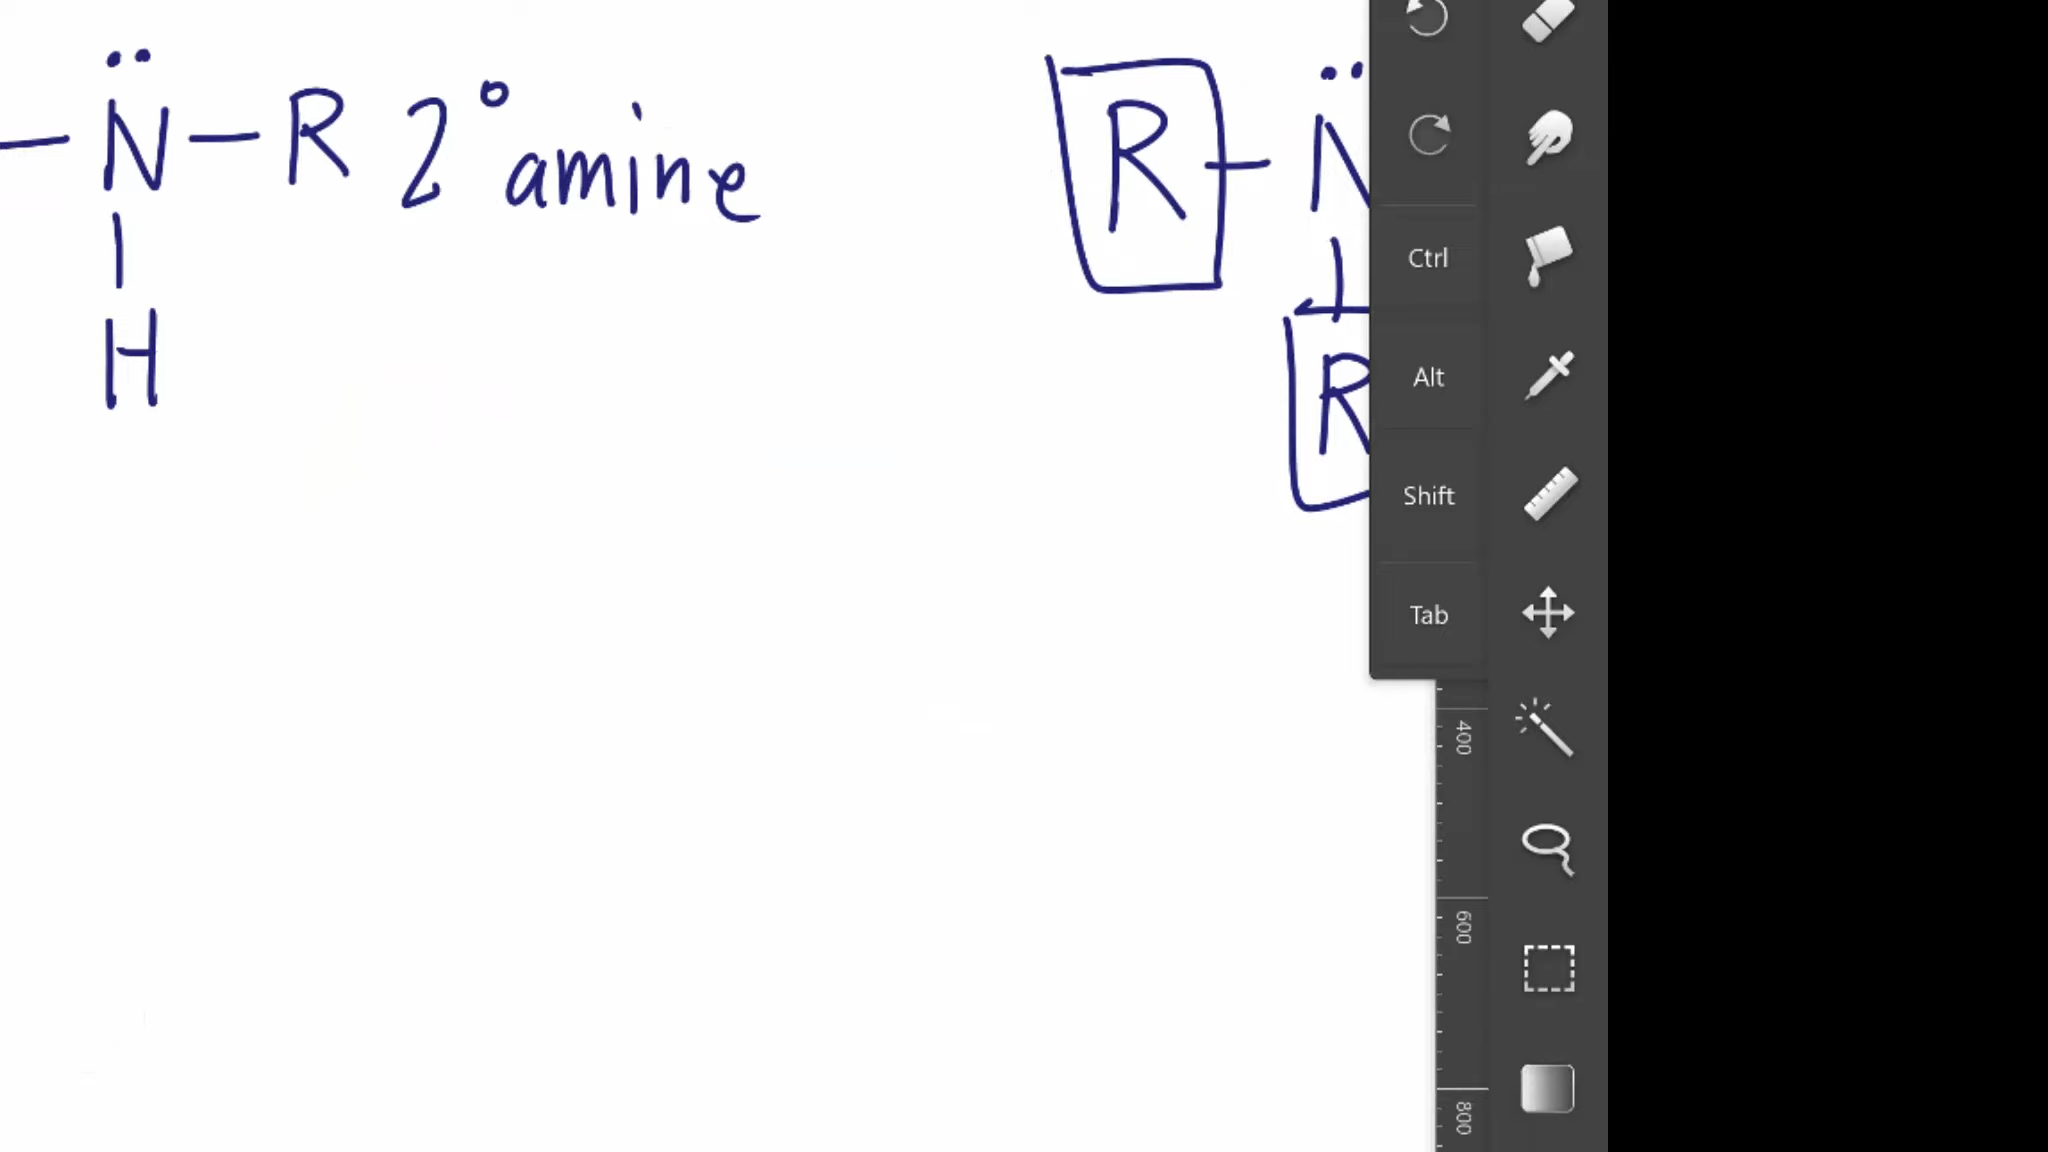 N — R 2° amine
H
R — N
R
Ctrl
Alt
Shift
Tab
400
600
800